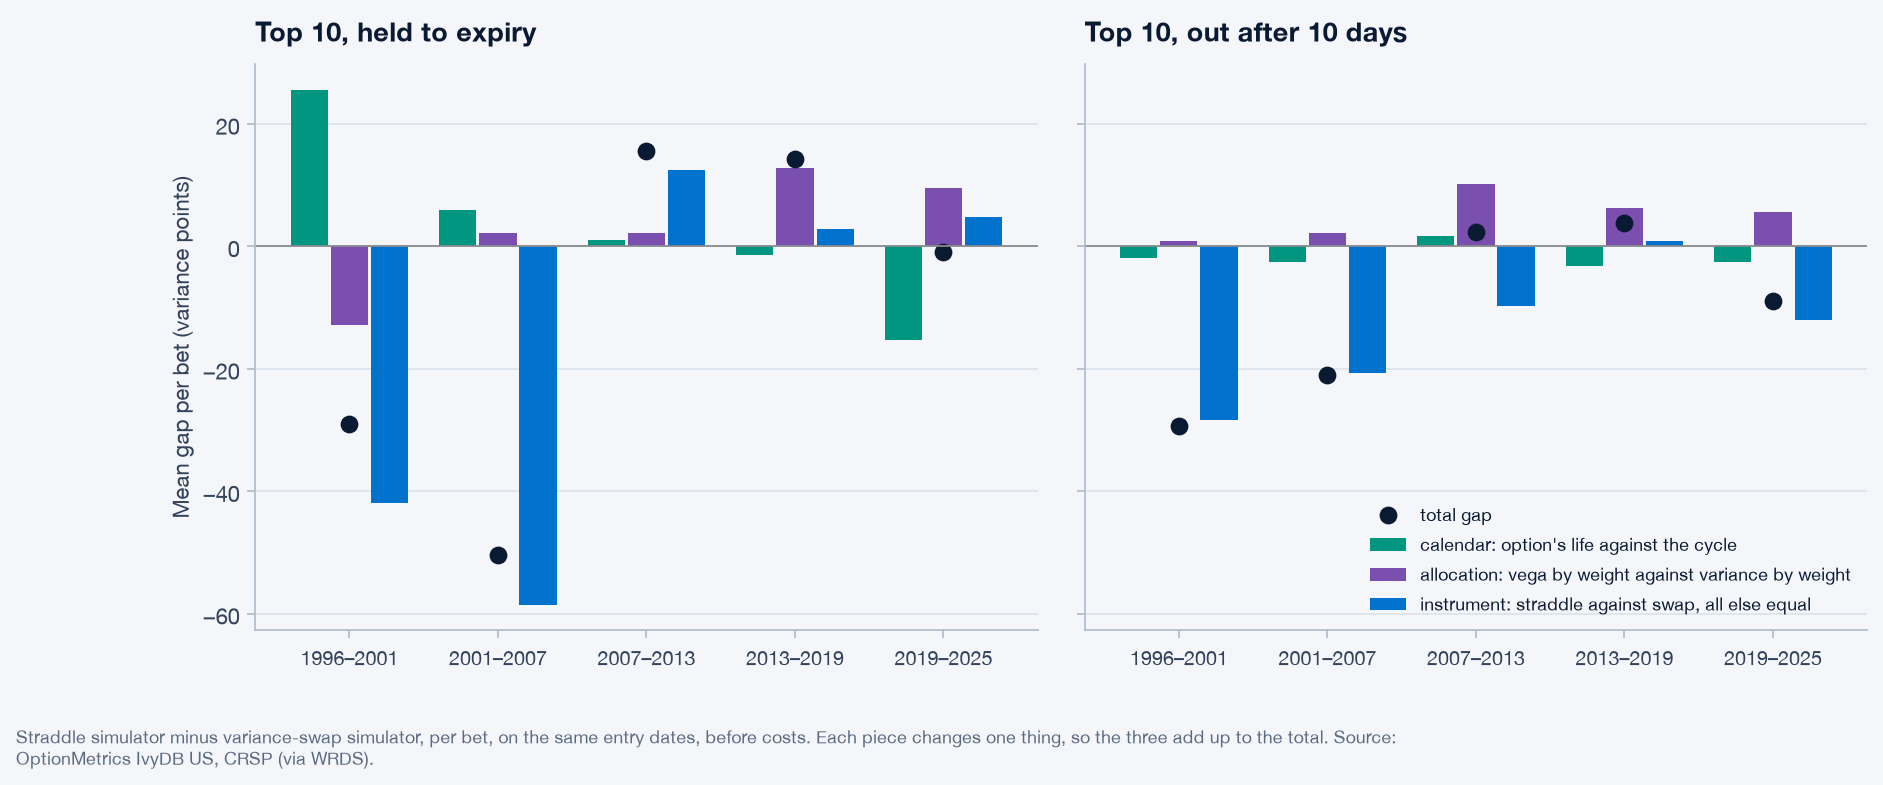 Top 10, held to expiry
Top 10, out after 10 days
Mean gap per bet (variance points)
20
0
−20
−40
−60
1996–2001
2001–2007
2007–2013
2013–2019
2019–2025
1996–2001
2001–2007
2007–2013
2013–2019
2019–2025
total gap
calendar: option's life against the cycle
allocation: vega by weight against variance by weight
instrument: straddle against swap, all else equal
Straddle simulator minus variance-swap simulator, per bet, on the same entry dates, before costs. Each piece changes one thing, so the three add up to the total. Source:
OptionMetrics IvyDB US, CRSP (via WRDS).